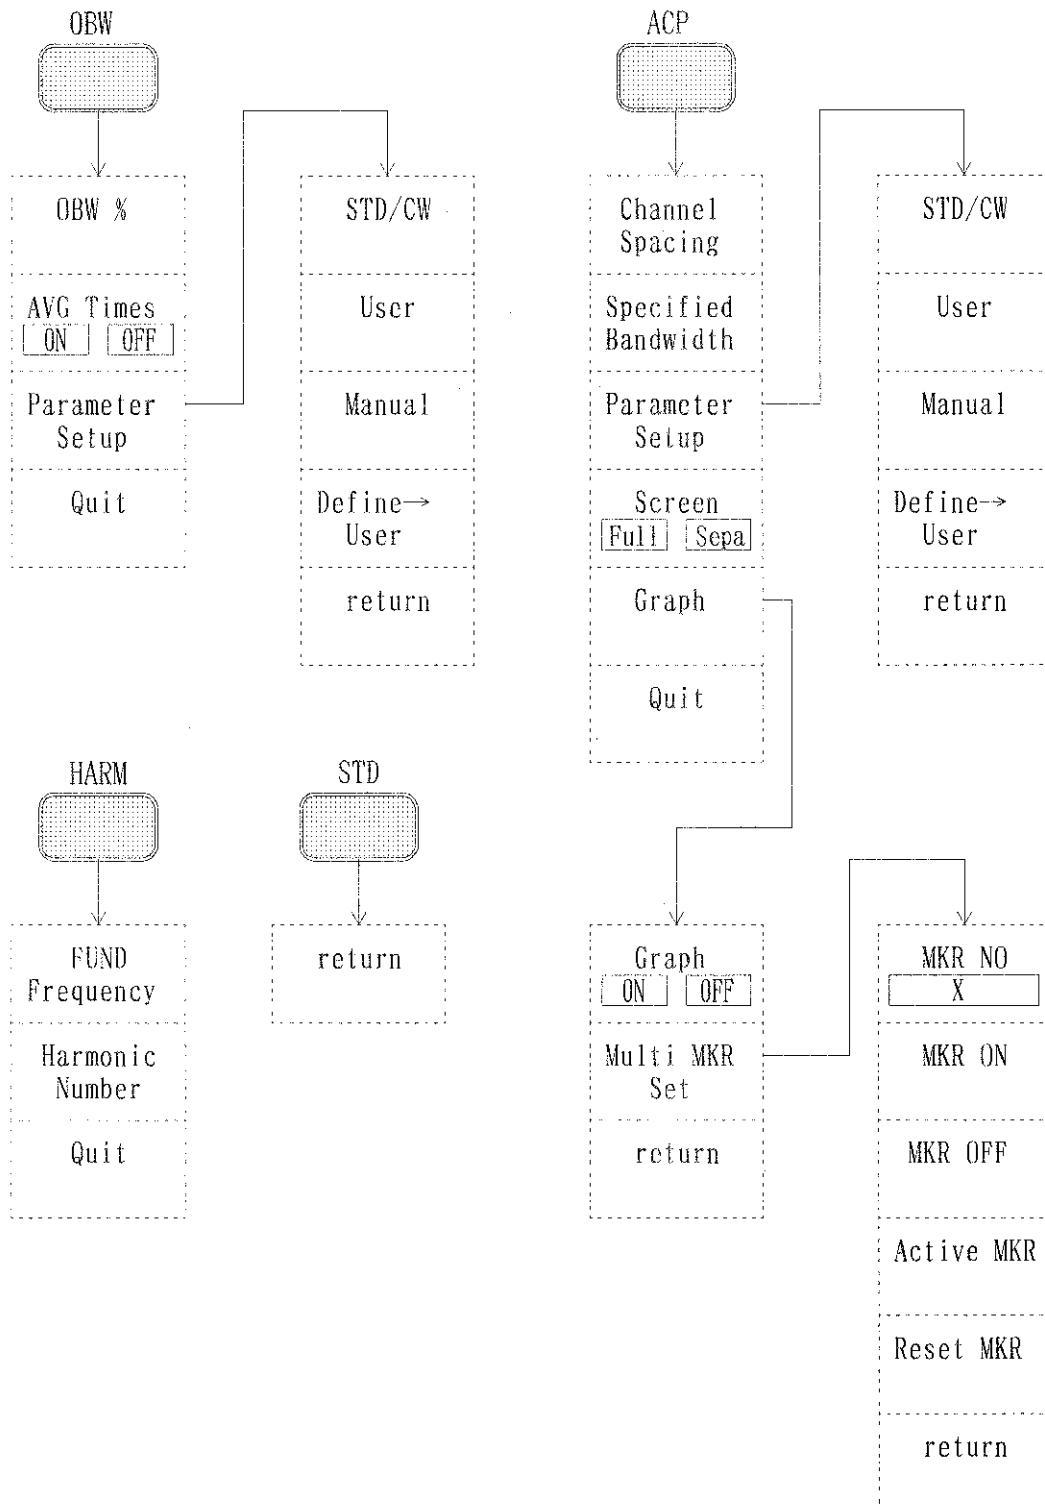 OBW
OBW %
AVG Times
ON OFF
Parameter
Setup
Quit
STD/CW
User
Manual
Define→
User
return
ACP
Channel
Spacing
Specified
Bandwidth
Parameter
Setup
Screen
Full Sepa
Graph
Quit
STD/CW
User
Manual
Define→
User
return
HARM
FUND
Frequency
Harmonic
Number
Quit
STD
return
Graph
ON OFF
Multi MKR
Set
return
MKR NO
X
MKR ON
MKR OFF
Active MKR
Reset MKR
return